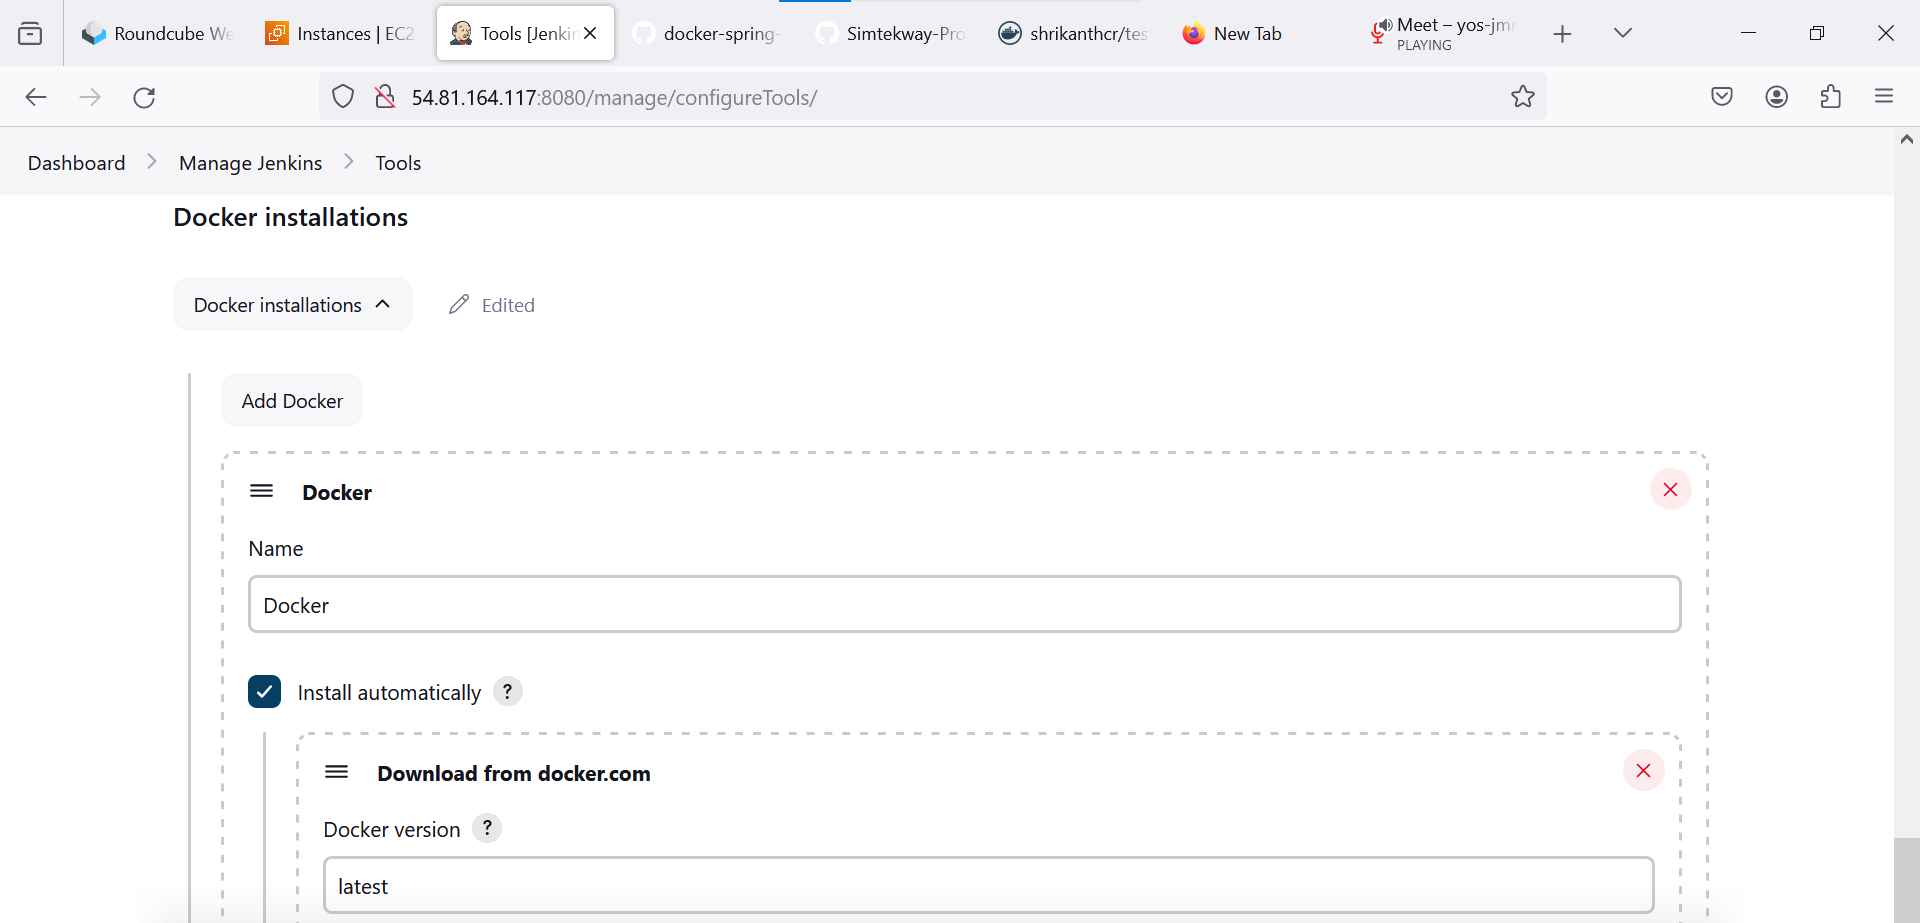 Roundcube We
Instances | EC2
Tools [Jenkin
docker-spring-
Simtekway-Pro
shrikanthcr/tes
New Tab
Meet – yos-jmr
PLAYING
54.81.164.117:8080/manage/configureTools/
Dashboard
Manage Jenkins
Tools
Docker installations
Docker installations
Edited
Add Docker
Docker
Name
Docker
Install automatically ?
Download from docker.com
Docker version ?
latest